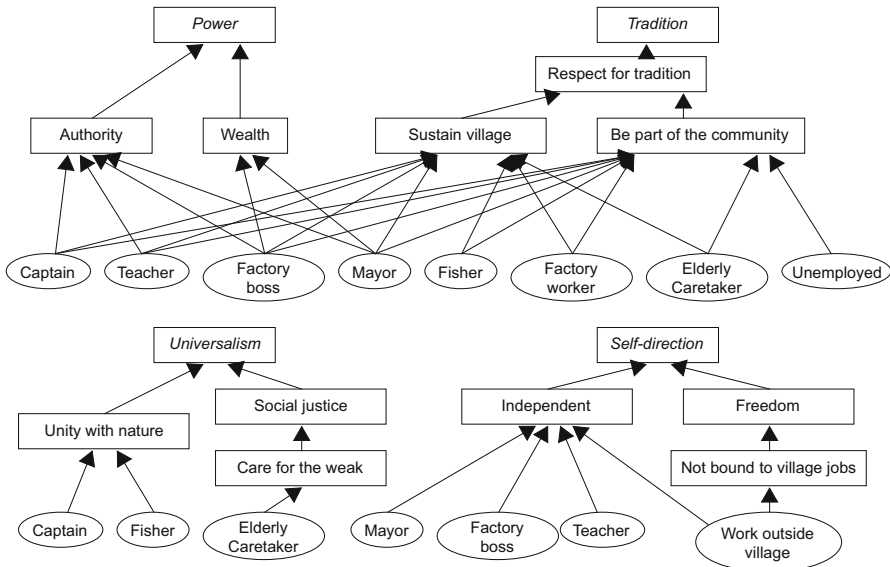 Power
Tradition
Respect for tradition
Authority
Wealth
Sustain village
Be part of the community
Captain
Teacher
Factory
boss
Mayor
Fisher
Factory
worker
Elderly
Caretaker
Unemployed
Universalism
Self-direction
Social justice
Independent
Freedom
Unity with nature
Care for the weak
Not bound to village jobs
Captain
Fisher
Elderly
Caretaker
Mayor
Factory
boss
Teacher
Work outside
village